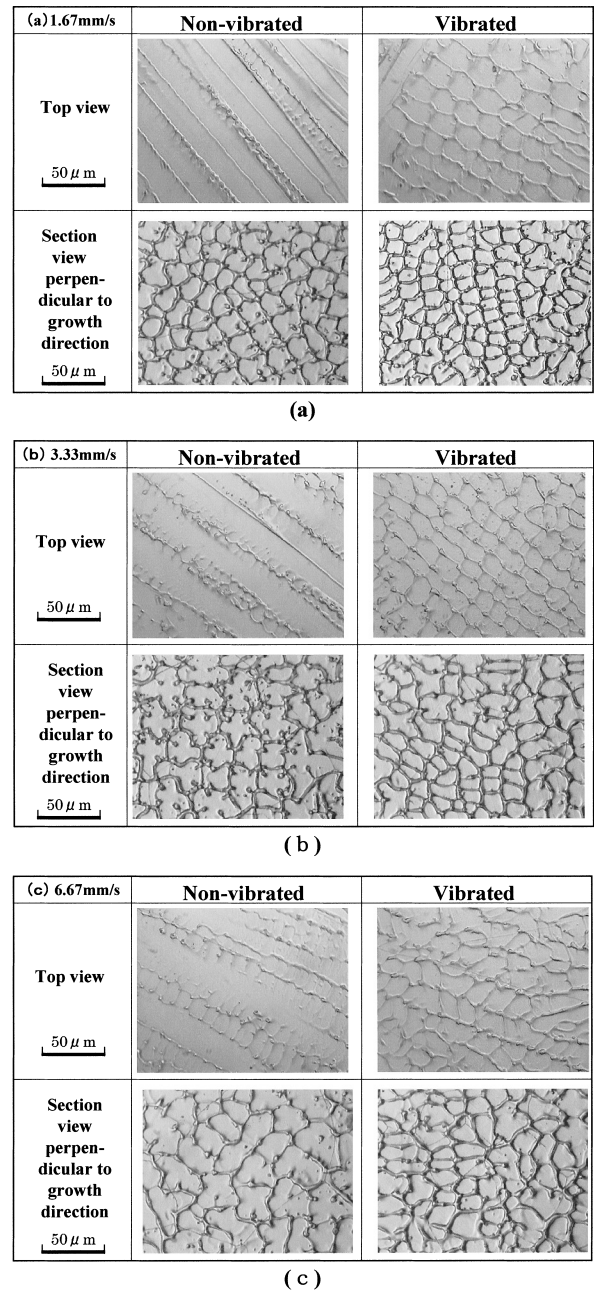 (a) 1.67mm/s Non-vibrated Vibrated
Top view
50 μ m
Section
view
perpen-
dicular to
growth
direction
50 μ m
(a)
(b) 3.33mm/s Non-vibrated Vibrated
Top view
50 μ m
Section
view
perpen-
dicular to
growth
direction
50 μ m
(b)
(c) 6.67mm/s Non-vibrated Vibrated
Top view
50 μ m
Section
view
perpen-
dicular to
growth
direction
50 μ m
(c)